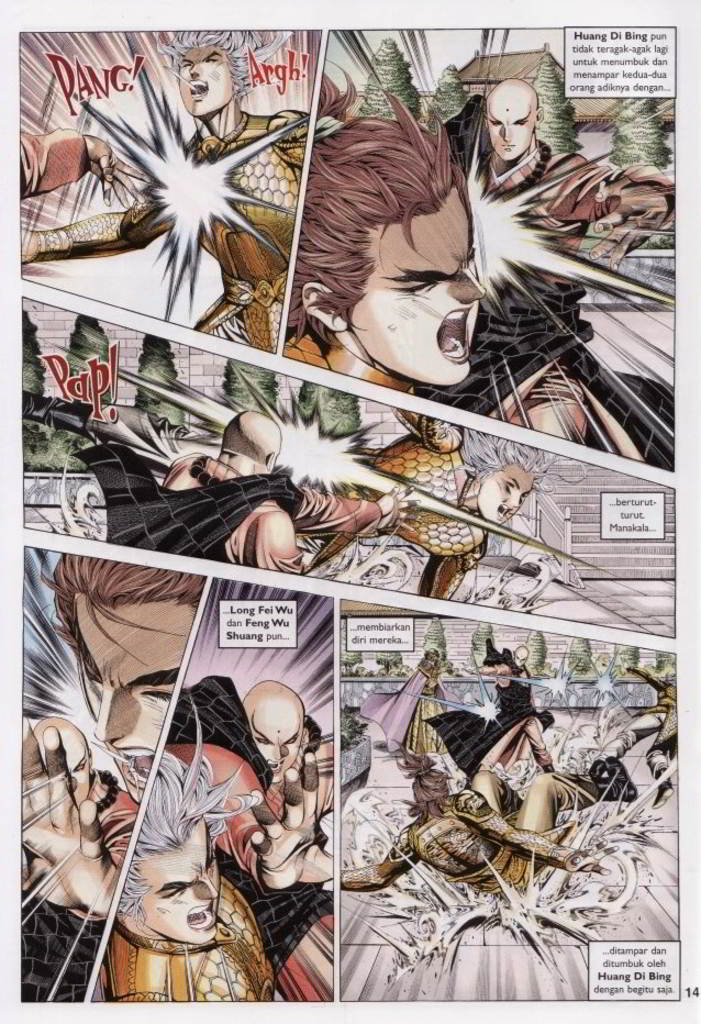 PANG!
Argh!
Huang Di Bing pun
tidak teragak-agak lagi
untuk menumbuk dan
menampar kedua-dua
orang adiknya dengan...
Pap!
...berturut-
turut.
Manakala...
...Long Fei Wu
dan Feng Wu
Shuang pun...
...membiarkan
diri mereka...
...ditampar dan
ditumbuk oleh
Huang Di Bing
dengan begitu saja.
14